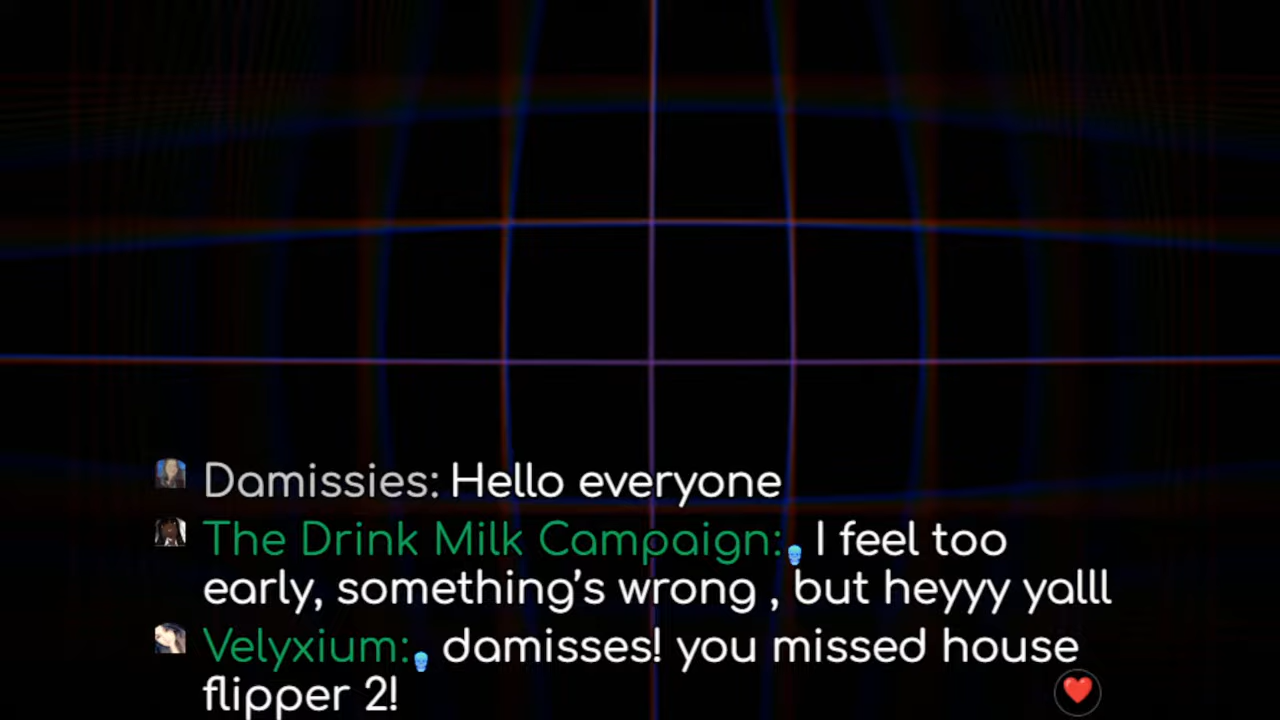 Damissies: Hello everyone
The Drink Milk Campaign: I feel too
early, something's wrong , but heyyy yalll
Velyxium: damisses! you missed house
flipper 2!